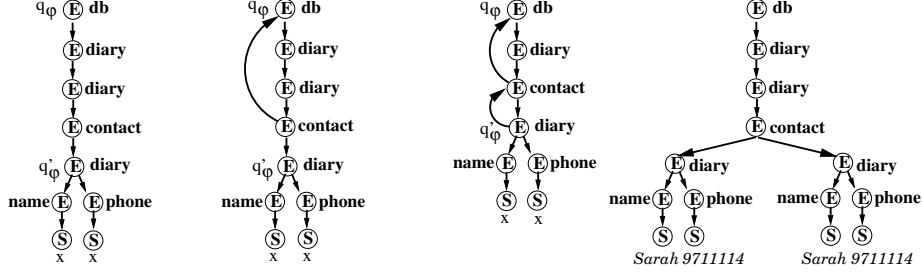 qφ E db
E diary
E diary
E contact
q'φ E diary
name E E phone
S S
x x
qφ E db
E diary
E diary
E contact
q'φ E diary
name E E phone
S S
x x
qφ E db
E diary
E contact
q'φ E diary
name E E phone
S S
x x
E db
E diary
E diary
E contact
E diary E diary
name E E phone name E E phone
S S S S
Sarah 9711114 Sarah 9711114